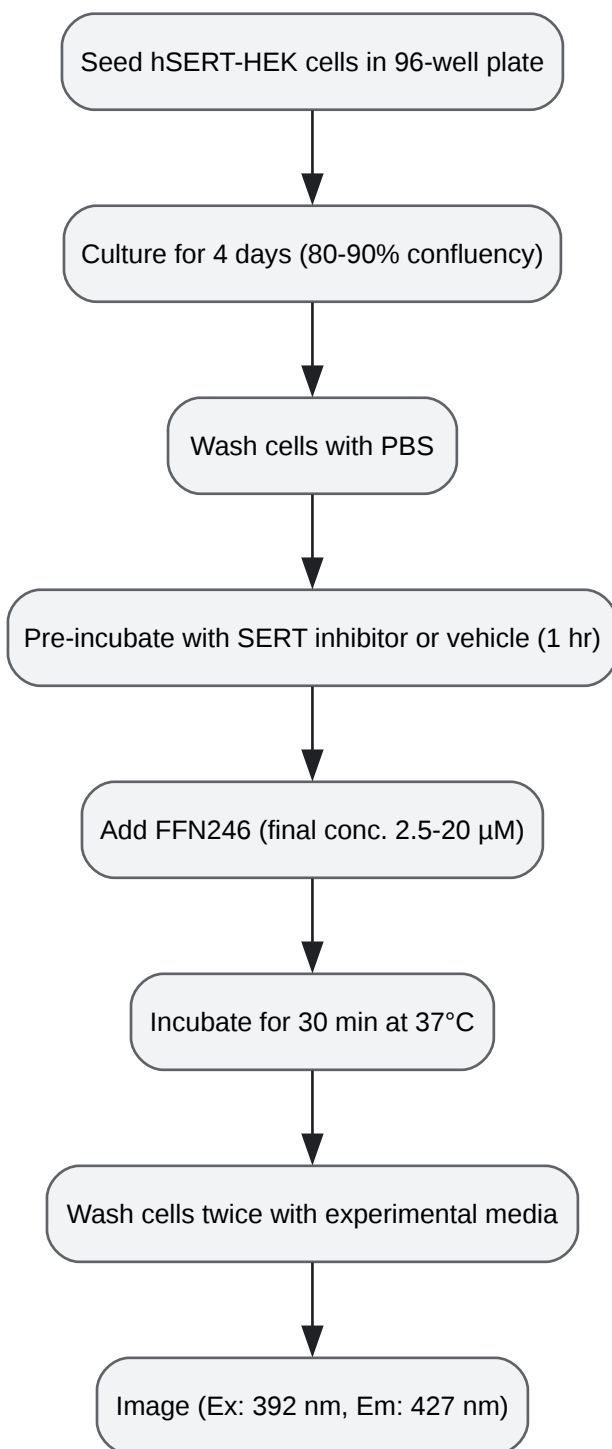 Seed hSERT-HEK cells in 96-well plate
Culture for 4 days (80-90% confluency)
Wash cells with PBS
Pre-incubate with SERT inhibitor or vehicle (1 hr)
Add FFN246 (final conc. 2.5-20 µM)
Incubate for 30 min at 37°C
Wash cells twice with experimental media
Image (Ex: 392 nm, Em: 427 nm)